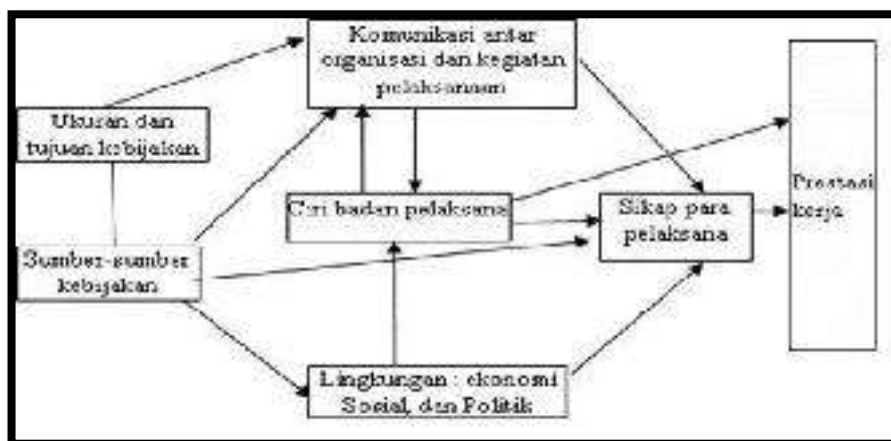 Komunikasi antar
organisasi dan kegiatan
pelaksanaan
Ukuran dan
tujuan kebijakan
Ciri badan pelaksana
Sikap para
pelaksana
Prestasi
kerja
Sumber-sumber
kebijakan
Lingkungan : ekonomi
Sosial, dan Politik